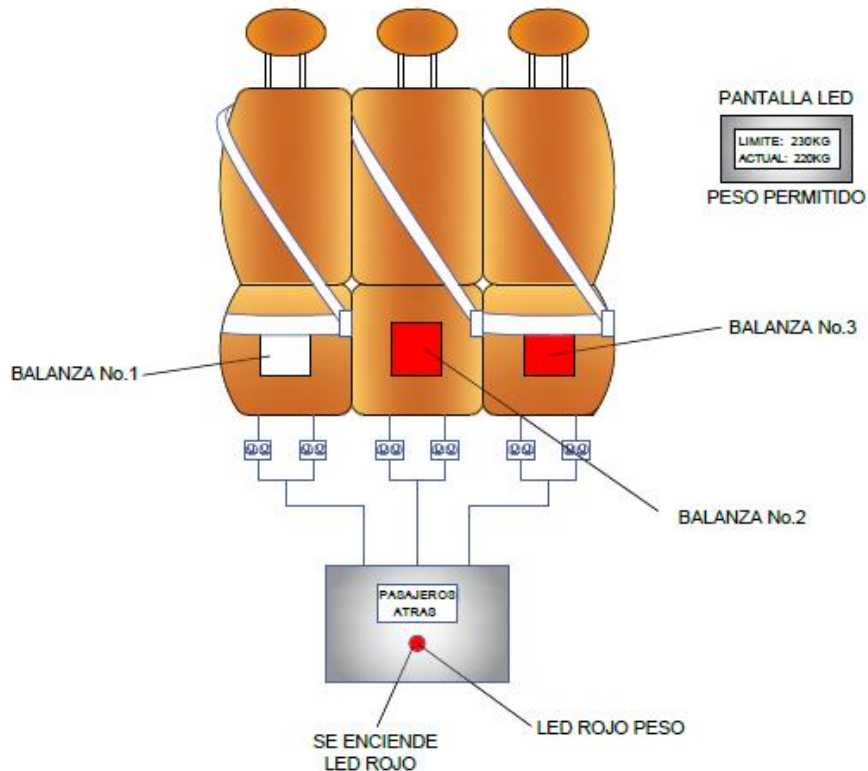 PANTALLA LED
LIMITE: 230KG
ACTUAL: 220KG
PESO PERMITIDO
BALANZA No.3
BALANZA No.1
BALANZA No.2
PASAJEROS
ATRAS
LED ROJO PESO
SE ENCIENDE
LED ROJO